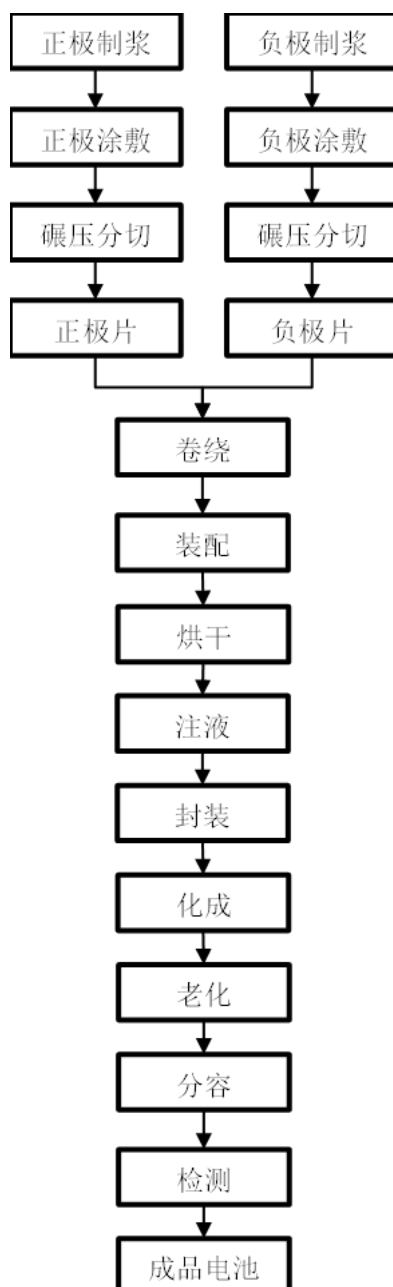 正极制浆
负极制浆
正极涂敷
负极涂敷
碾压分切
碾压分切
正极片
负极片
卷绕
装配
烘干
注液
封装
化成
老化
分容
检测
成品电池